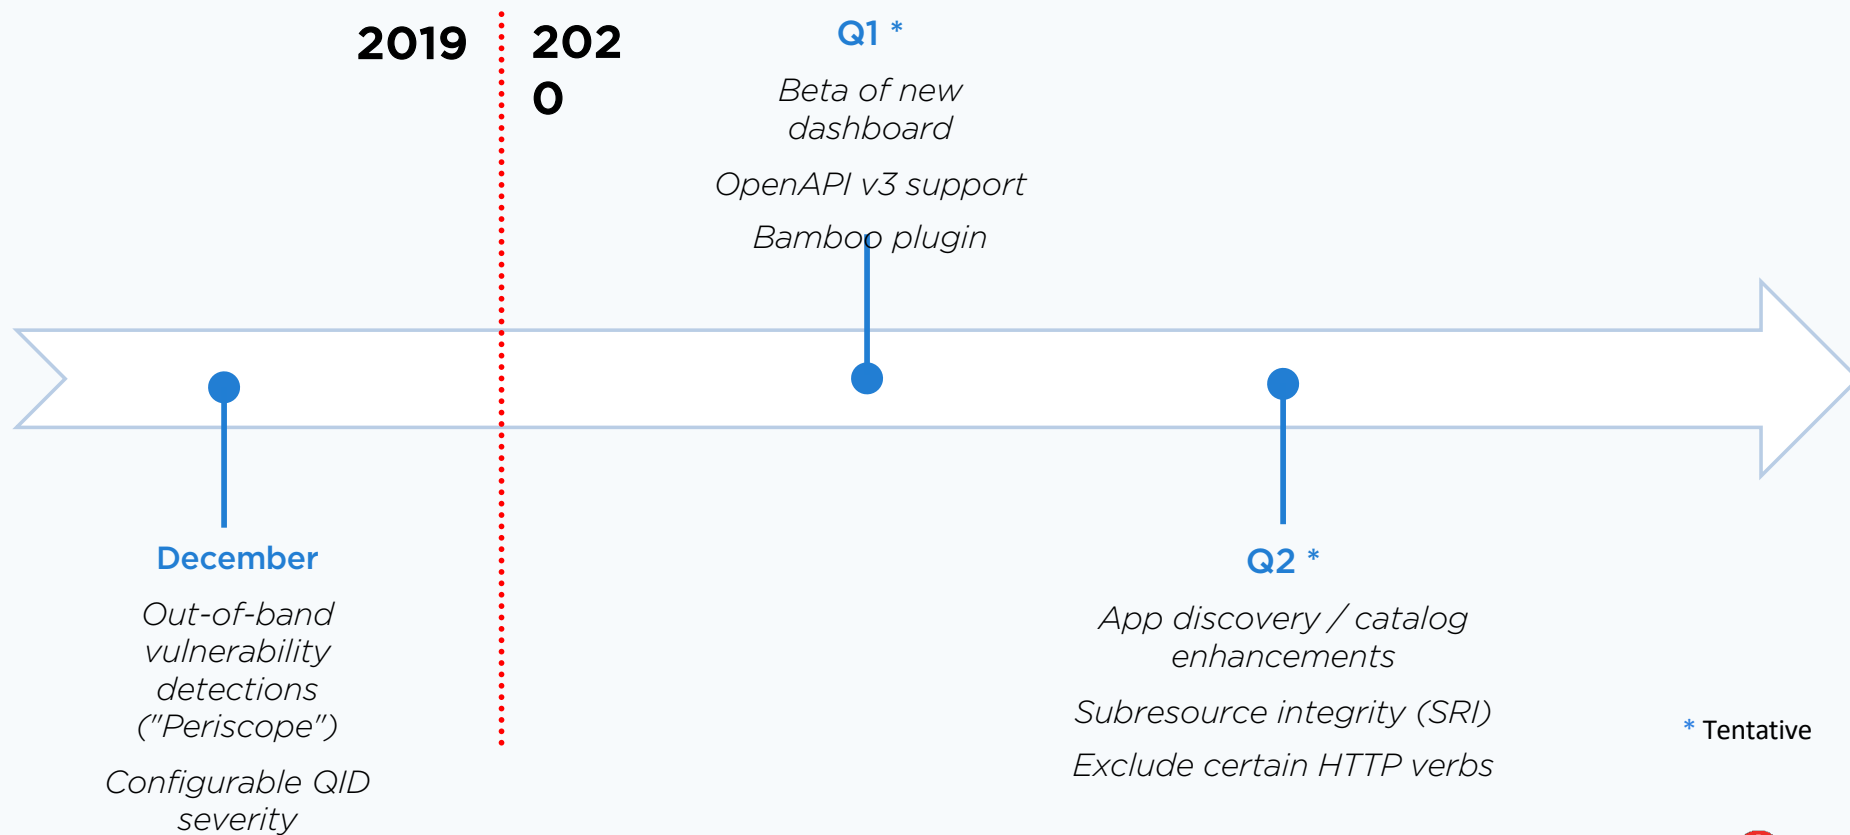 2019
202
0
Q1 *
Beta of new
dashboard
OpenAPI v3 support
Bamboo plugin
December
Out-of-band
vulnerability
detections
("Periscope")
Configurable QID
severity
Q2 *
App discovery / catalog
enhancements
Subresource integrity (SRI)
Exclude certain HTTP verbs
* Tentative